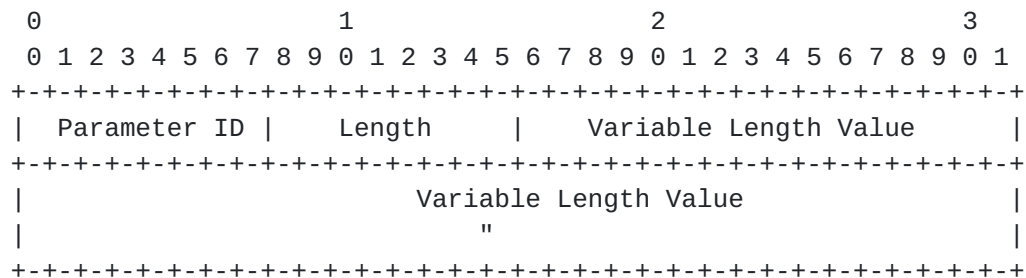 0                   1                   2                   3
 0 1 2 3 4 5 6 7 8 9 0 1 2 3 4 5 6 7 8 9 0 1 2 3 4 5 6 7 8 9 0 1
+-+-+-+-+-+-+-+-+-+-+-+-+-+-+-+-+-+-+-+-+-+-+-+-+-+-+-+-+-+-+-+-+
|  Parameter ID |    Length     |    Variable Length Value      |
+-+-+-+-+-+-+-+-+-+-+-+-+-+-+-+-+-+-+-+-+-+-+-+-+-+-+-+-+-+-+-+-+
|                         Variable Length Value                 |
|                             "                                 |
+-+-+-+-+-+-+-+-+-+-+-+-+-+-+-+-+-+-+-+-+-+-+-+-+-+-+-+-+-+-+-+-+